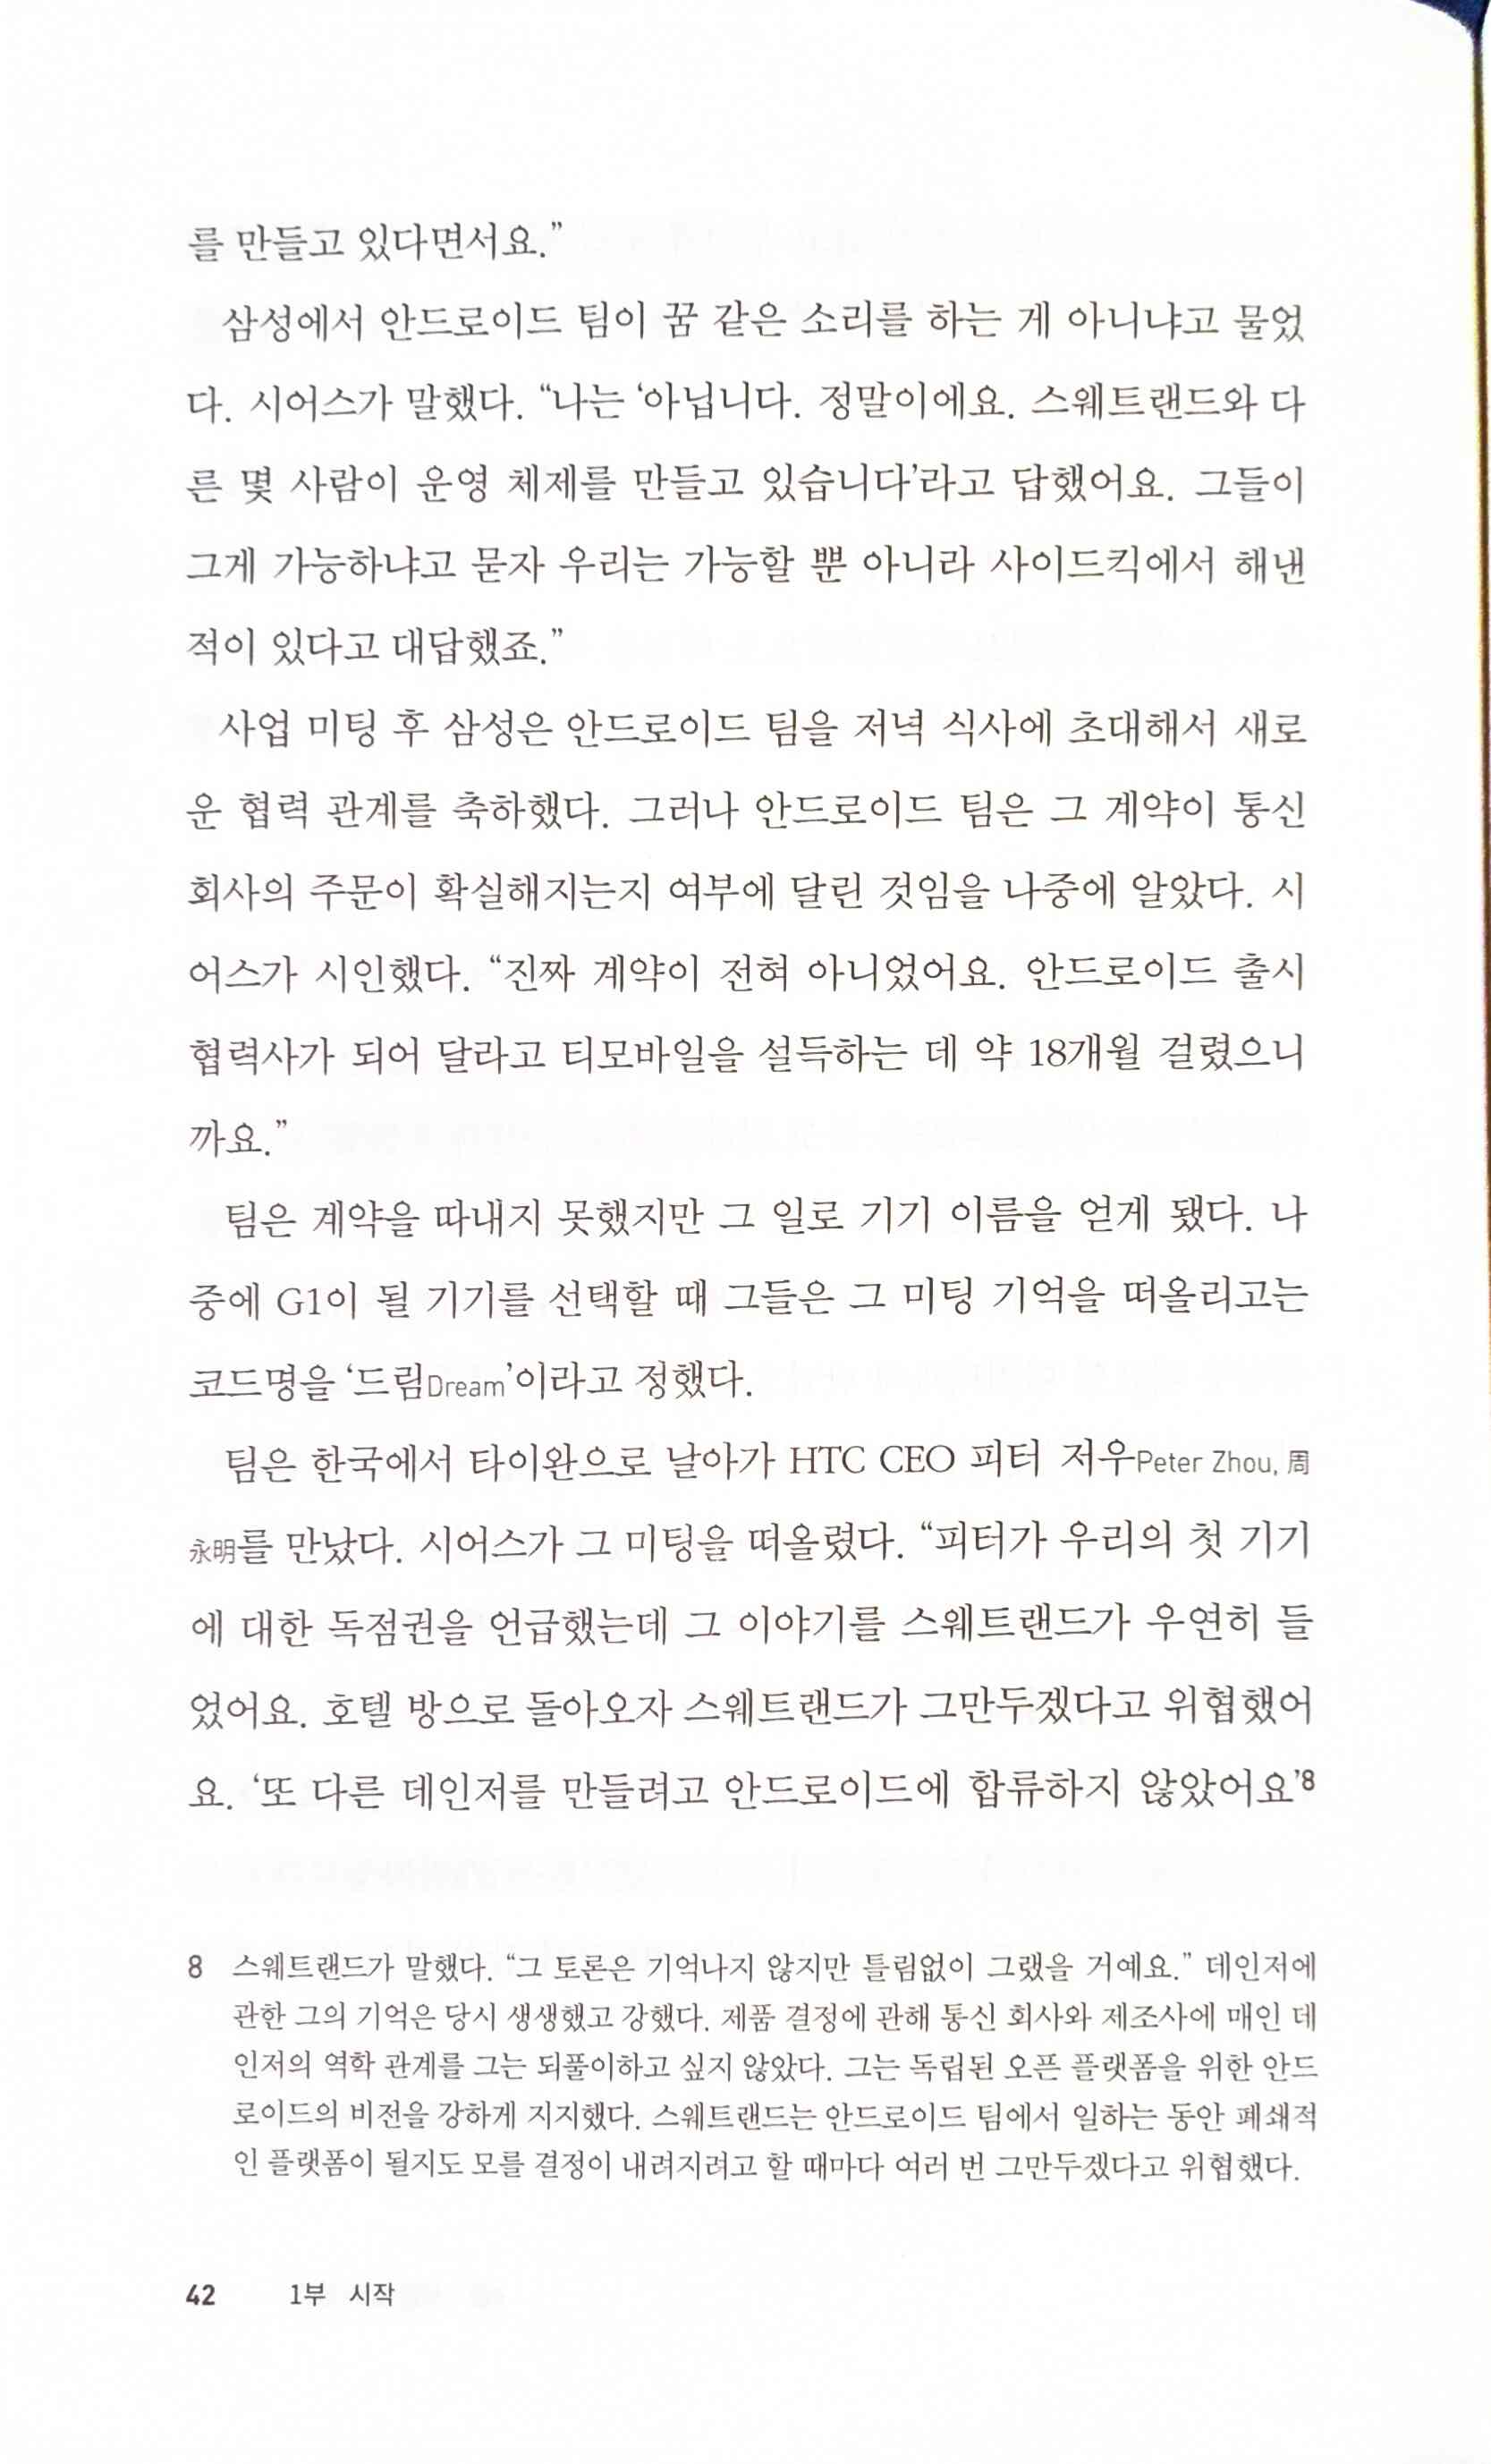 를 만들고 있다면서요.”
삼성에서 안드로이드 팀이 꿈 같은 소리를 하는 게 아니냐고 물었
다. 시어스가 말했다. “나는 ‘아닙니다. 정말이에요. 스웨트랜드와 다
른 몇 사람이 운영 체제를 만들고 있습니다’라고 답했어요. 그들이
그게 가능하냐고 묻자 우리는 가능할 뿐 아니라 사이드킥에서 해낸
적이 있다고 대답했죠.”
사업 미팅 후 삼성은 안드로이드 팀을 저녁 식사에 초대해서 새로
운 협력 관계를 축하했다. 그러나 안드로이드 팀은 그 계약이 통신
회사의 주문이 확실해지는지 여부에 달린 것임을 나중에 알았다. 시
어스가 시인했다. “진짜 계약이 전혀 아니었어요. 안드로이드 출시
협력사가 되어 달라고 티모바일을 설득하는 데 약 18개월 걸렸으니
까요.”
팀은 계약을 따내지 못했지만 그 일로 기기 이름을 얻게 됐다. 나
중에 G1이 될 기기를 선택할 때 그들은 그 미팅 기억을 떠올리고는
코드명을 ‘드림Dream’이라고 정했다.
팀은 한국에서 타이완으로 날아가 HTC CEO 피터 저우Peter Zhou, 周
永明를 만났다. 시어스가 그 미팅을 떠올렸다. “피터가 우리의 첫 기기
에 대한 독점권을 언급했는데 그 이야기를 스웨트랜드가 우연히 들
었어요. 호텔 방으로 돌아오자 스웨트랜드가 그만두겠다고 위협했어
요. ‘또 다른 데인저를 만들려고 안드로이드에 합류하지 않았어요’8
8 스웨트랜드가 말했다. “그 토론은 기억나지 않지만 틀림없이 그랬을 거예요.” 데인저에
관한 그의 기억은 당시 생생했고 강했다. 제품 결정에 관해 통신 회사와 제조사에 매인 데
인저의 역학 관계를 그는 되풀이하고 싶지 않았다. 그는 독립된 오픈 플랫폼을 위한 안드
로이드의 비전을 강하게 지지했다. 스웨트랜드는 안드로이드 팀에서 일하는 동안 폐쇄적
인 플랫폼이 될지도 모를 결정이 내려지려고 할 때마다 여러 번 그만두겠다고 위협했다.
42 1부 시작